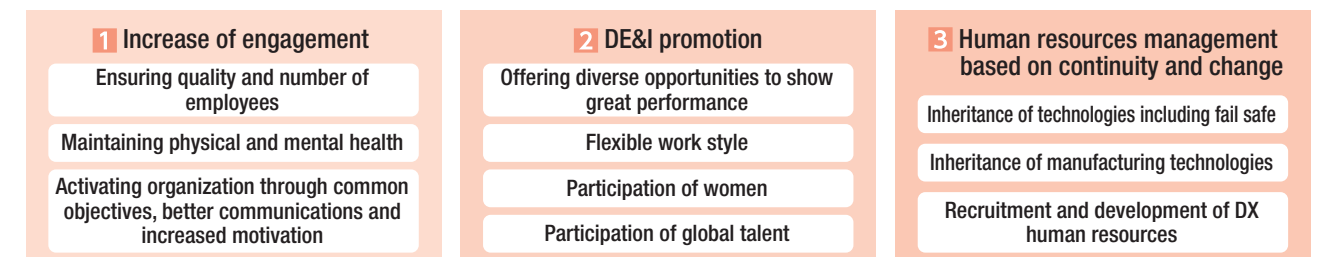 1 Increase of engagement
Ensuring quality and number of
employees
Maintaining physical and mental health
Activating organization through common
objectives, better communications and
increased motivation
2 DE&I promotion
Offering diverse opportunities to show
great performance
Flexible work style
Participation of women
Participation of global talent
3 Human resources management
based on continuity and change
Inheritance of technologies including fail safe
Inheritance of manufacturing technologies
Recruitment and development of DX
human resources